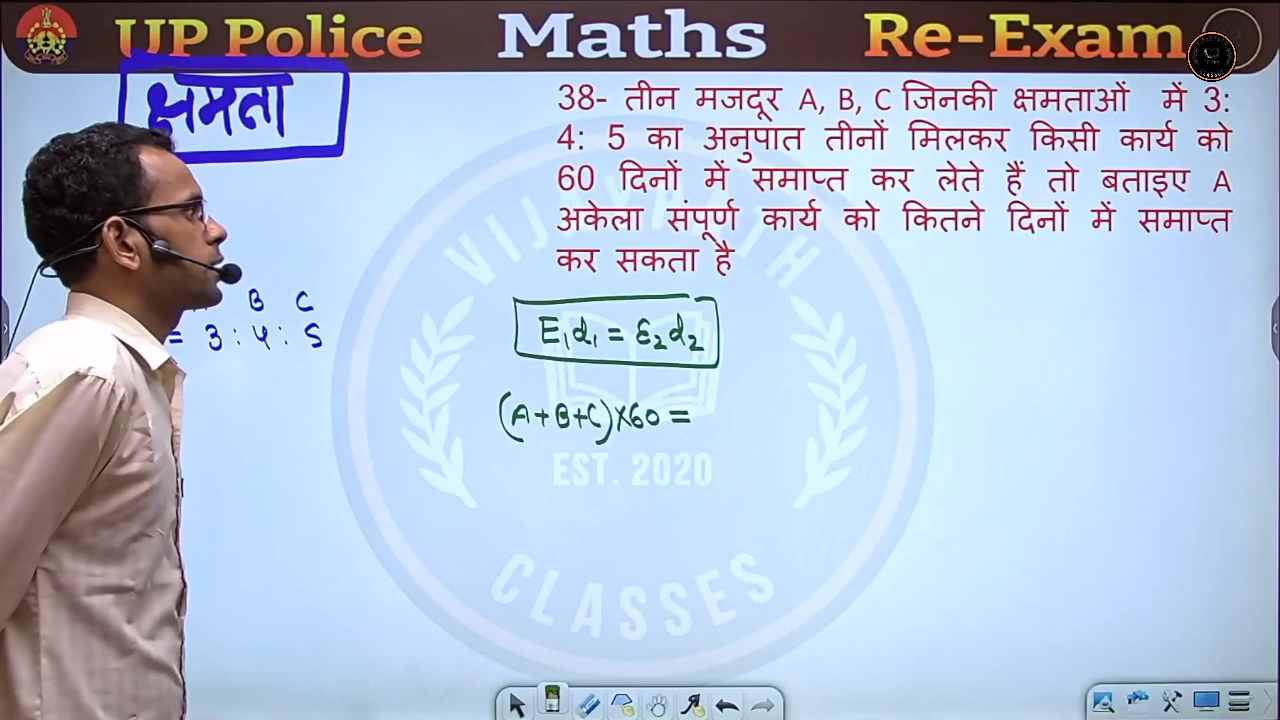 UP Police Maths Re-Exam
क्षमता
38- तीन मजदूर A, B, C जिनकी क्षमताओं में 3:
4: 5 का अनुपात तीनों मिलकर किसी कार्य को
60 दिनों में समाप्त कर लेते हैं तो बताइए A
अकेला संपूर्ण कार्य को कितने दिनों में समाप्त
कर सकता है
B C
= 3 : 4 : 5
E₁d₁ = E₂d₂
(A+B+C)×60 =
VIJAYPATH
EST. 2020
CLASSES